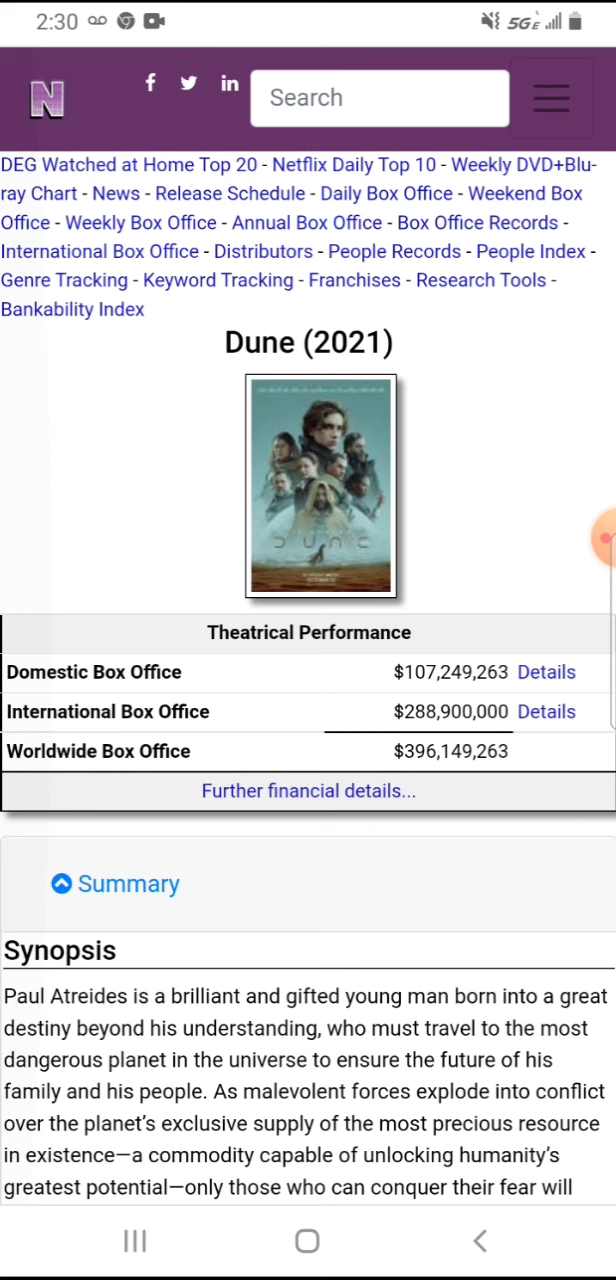 2:30
5GE
N
f in Search
DEG Watched at Home Top 20 - Netflix Daily Top 10 - Weekly DVD+Blu-
ray Chart - News - Release Schedule - Daily Box Office - Weekend Box
Office - Weekly Box Office - Annual Box Office - Box Office Records -
International Box Office - Distributors - People Records - People Index -
Genre Tracking - Keyword Tracking - Franchises - Research Tools -
Bankability Index
Dune (2021)
DUNE
Theatrical Performance
Domestic Box Office $107,249,263 Details
International Box Office $288,900,000 Details
Worldwide Box Office $396,149,263
Further financial details...
Summary
Synopsis
Paul Atreides is a brilliant and gifted young man born into a great
destiny beyond his understanding, who must travel to the most
dangerous planet in the universe to ensure the future of his
family and his people. As malevolent forces explode into conflict
over the planet’s exclusive supply of the most precious resource
in existence—a commodity capable of unlocking humanity’s
greatest potential—only those who can conquer their fear will